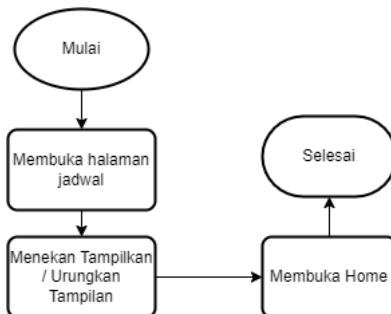 Mulai
Membuka halaman
jadwal
Menekan Tampilkan
/ Urungkan
Tampilan
Membuka Home
Selesai